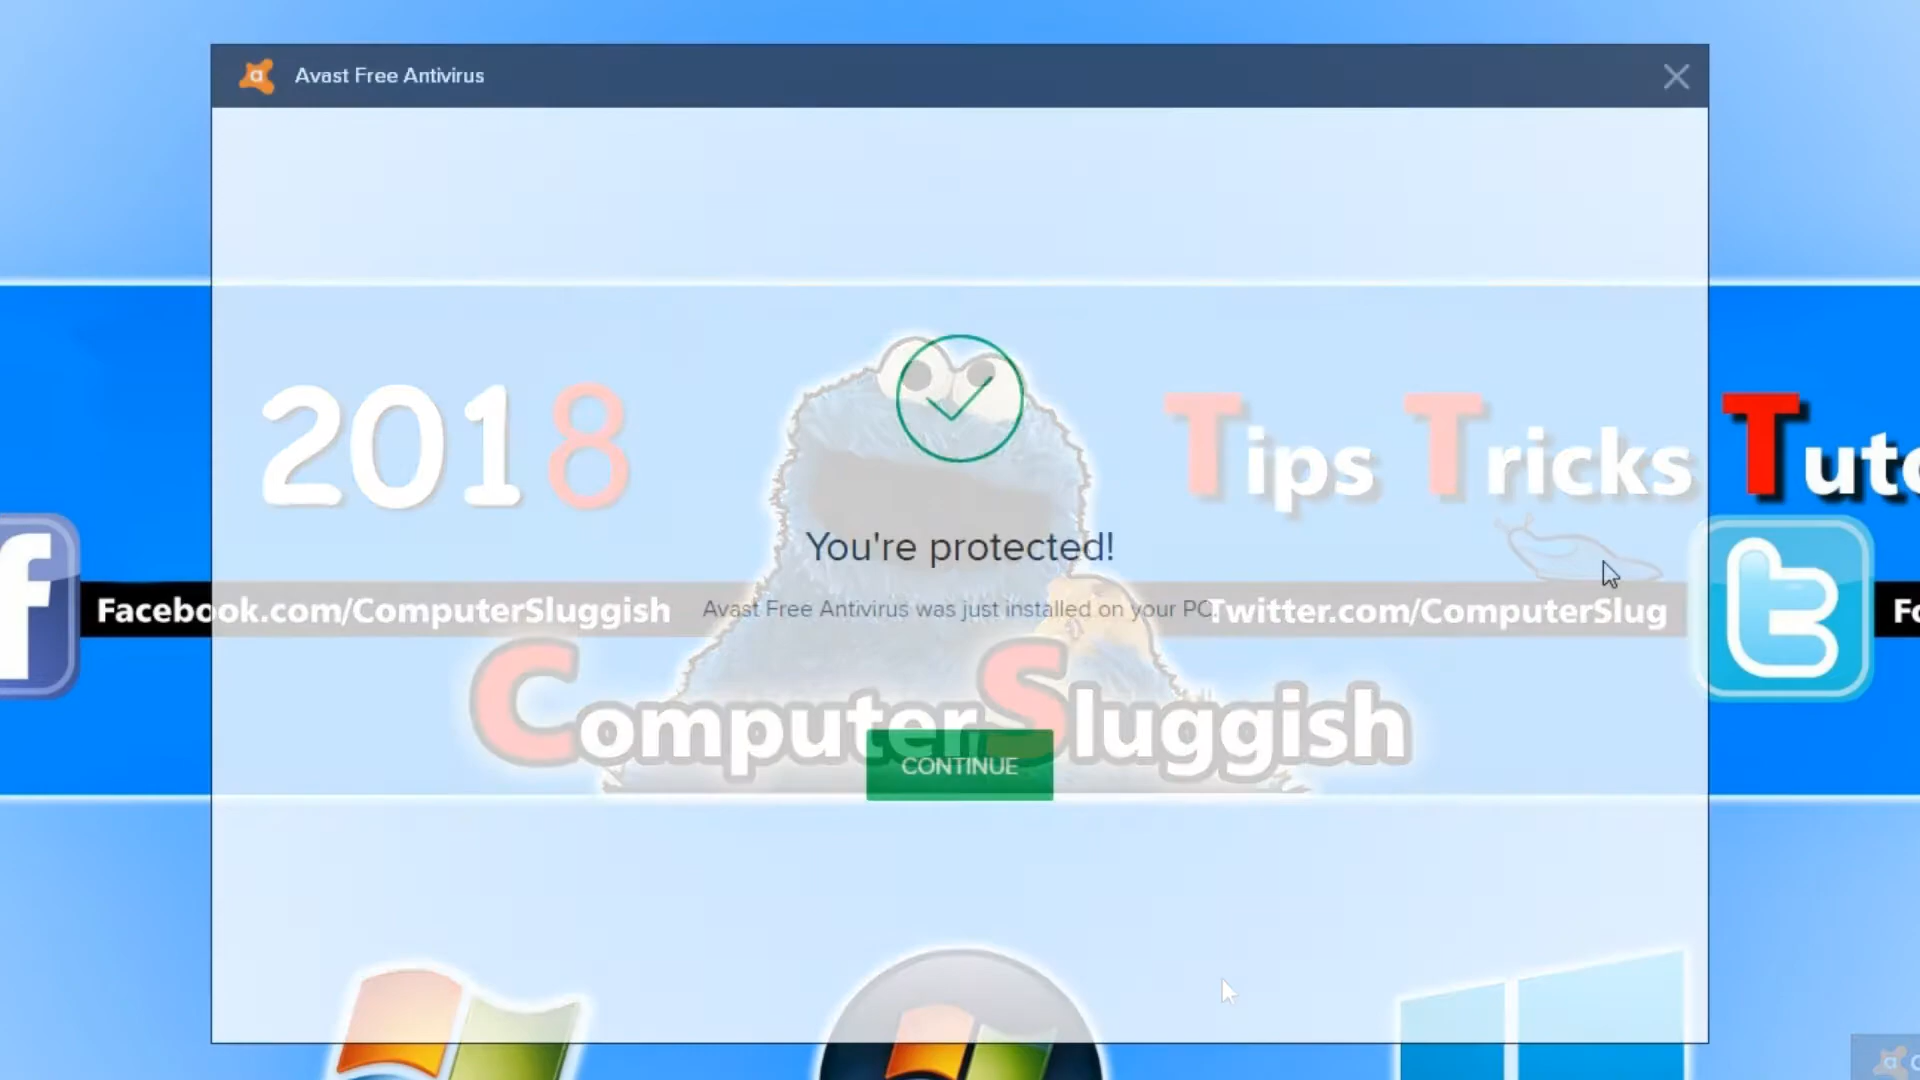 Avast Free Antivirus
2018
Tips Tricks Tuto
You're protected!
Facebook.com/ComputerSluggish
Avast Free Antivirus was just installed on your PC.
Twitter.com/ComputerSlug
Fo
ComputerSluggish
CONTINUE